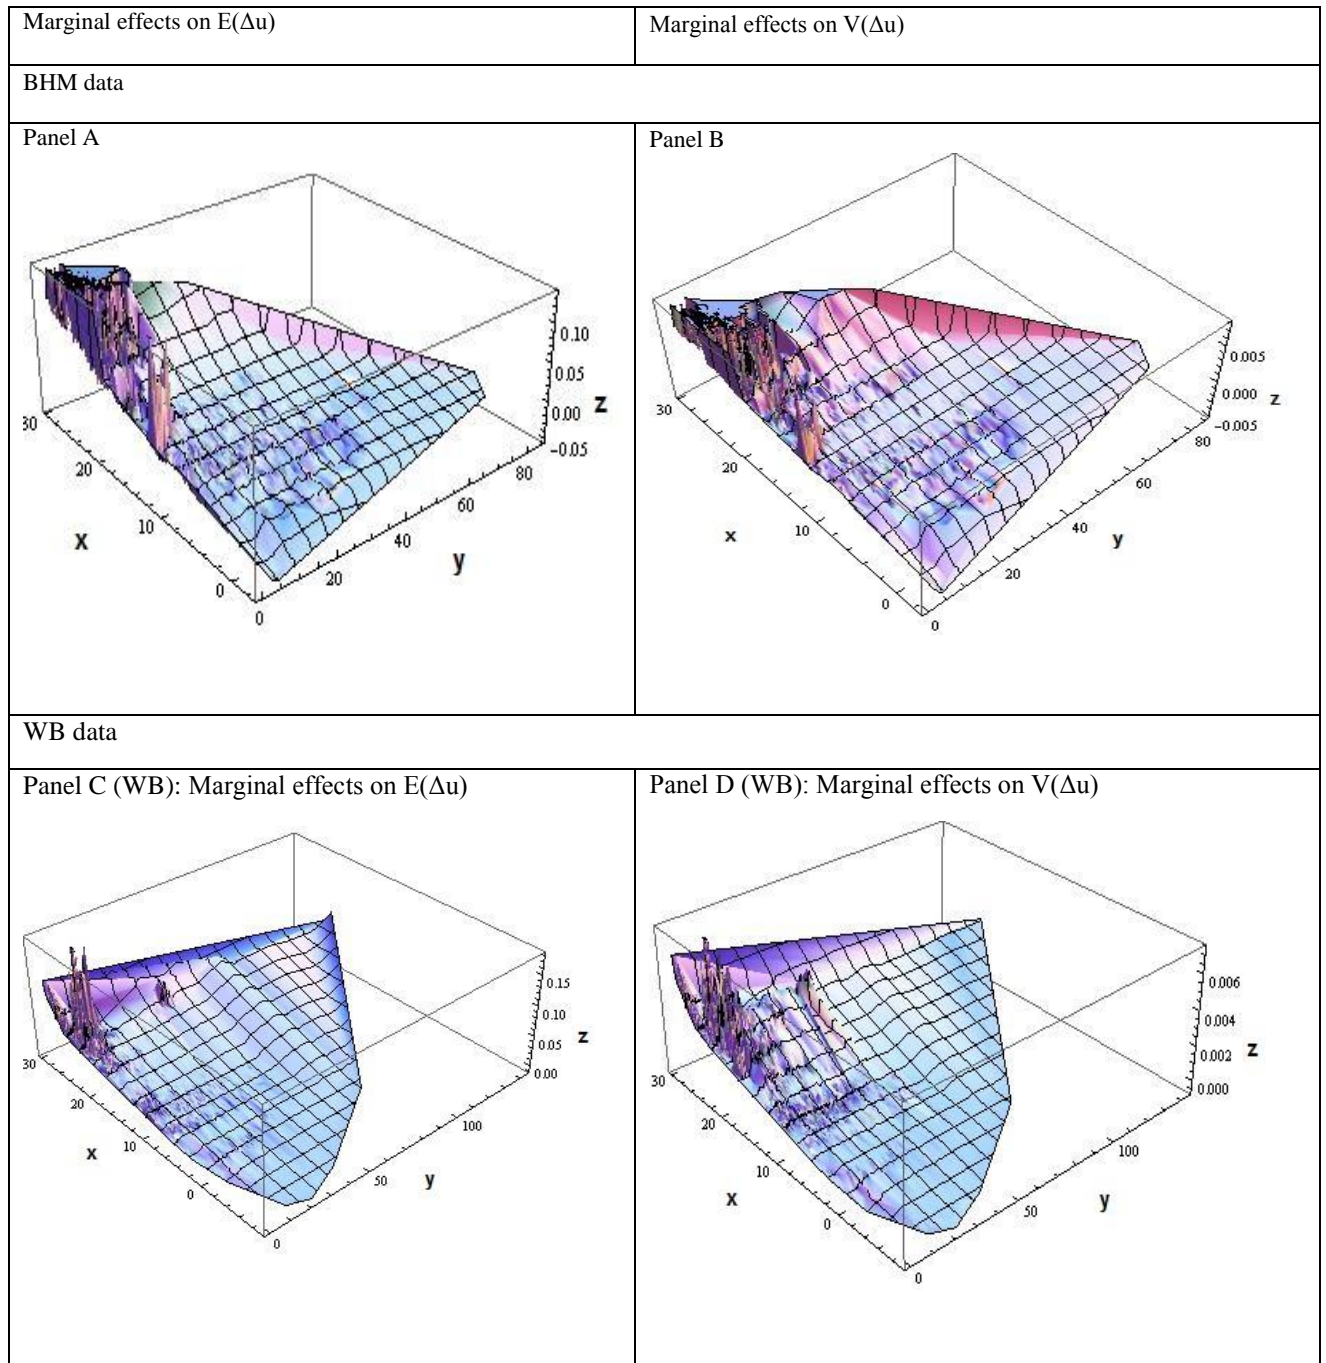 Marginal effects on E(Δu)
Marginal effects on V(Δu)
BHM data
Panel A
Panel B
0.10
0.05
0.00
-0.05
z
30
20
10
0
x
0
20
40
60
80
y
0.005
0.000
-0.005
z
30
20
10
0
x
0
20
40
60
80
y
WB data
Panel C (WB): Marginal effects on E(Δu)
Panel D (WB): Marginal effects on V(Δu)
0.15
0.10
0.05
0.00
z
30
20
10
0
x
0
50
100
y
0.006
0.004
0.002
0.000
z
30
20
10
0
x
0
50
100
y